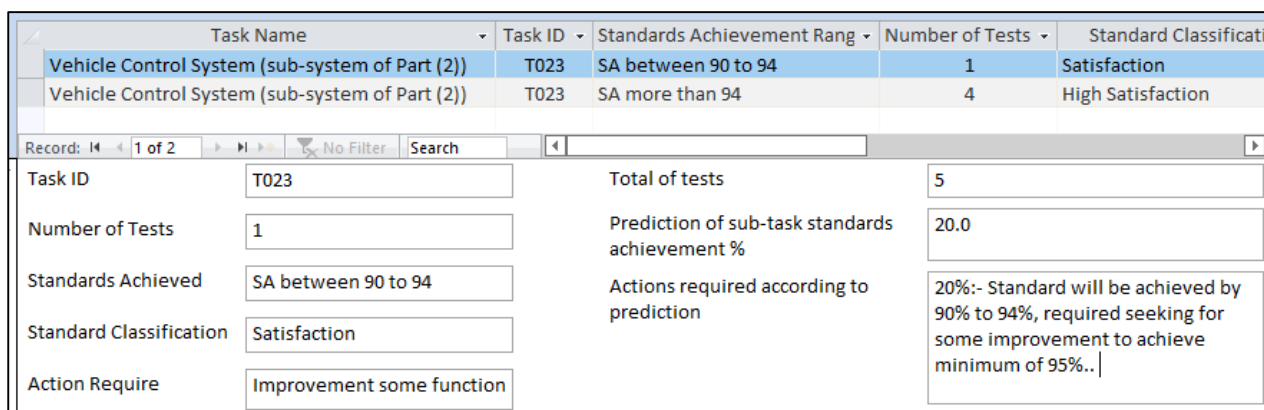 Task Name Task ID Standards Achievement Rang Number of Tests Standard Classificati
Vehicle Control System (sub-system of Part (2)) T023 SA between 90 to 94 1 Satisfaction
Vehicle Control System (sub-system of Part (2)) T023 SA more than 94 4 High Satisfaction
Record: 1 of 2 No Filter Search
Task ID T023 Total of tests 5
Number of Tests 1 Prediction of sub-task standards 20.0
achievement %
Standards Achieved SA between 90 to 94 Actions required according to 20%:- Standard will be achieved by
prediction 90% to 94%, required seeking for
Standard Classification Satisfaction some improvement to achieve
minimum of 95%..
Action Require Improvement some function